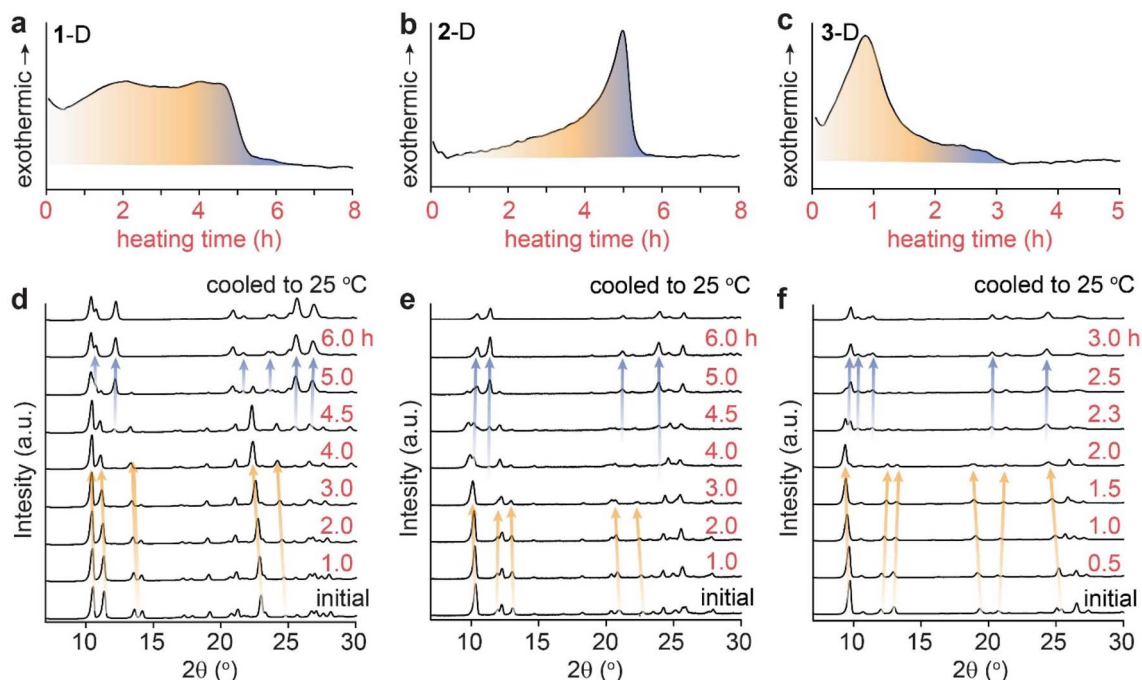 a
1-D
exothermic →
0 2 4 6 8
heating time (h)
b
2-D
exothermic →
0 2 4 6 8
heating time (h)
c
3-D
exothermic →
0 1 2 3 4 5
heating time (h)
d
cooled to 25 °C
6.0 h
5.0
4.5
4.0
3.0
2.0
1.0
initial
Intesity (a.u.)
10 15 20 25 30
2θ (°)
e
cooled to 25 °C
6.0 h
5.0
4.5
4.0
3.0
2.0
1.0
initial
Intesity (a.u.)
10 15 20 25 30
2θ (°)
f
cooled to 25 °C
3.0 h
2.5
2.3
2.0
1.5
1.0
0.5
initial
Intesity (a.u.)
10 15 20 25 30
2θ (°)